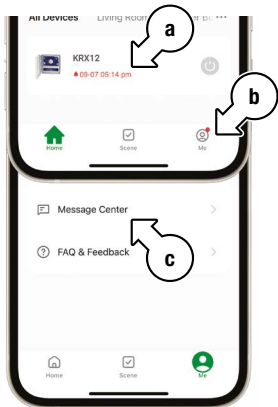 All Devices Living Room
a
KRX12
09-07 05:14 pm
b
Home Scene Me
Message Center
FAQ & Feedback
c
Home Scene Me